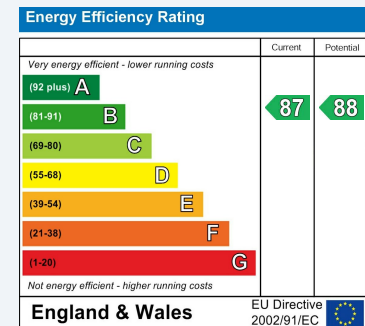 Energy Efficiency Rating
Current Potential
Very energy efficient - lower running costs
(92 plus) A
(81-91) B
87 88
(69-80) C
(55-68) D
(39-54) E
(21-38) F
(1-20) G
Not energy efficient - higher running costs
England & Wales
EU Directive
2002/91/EC